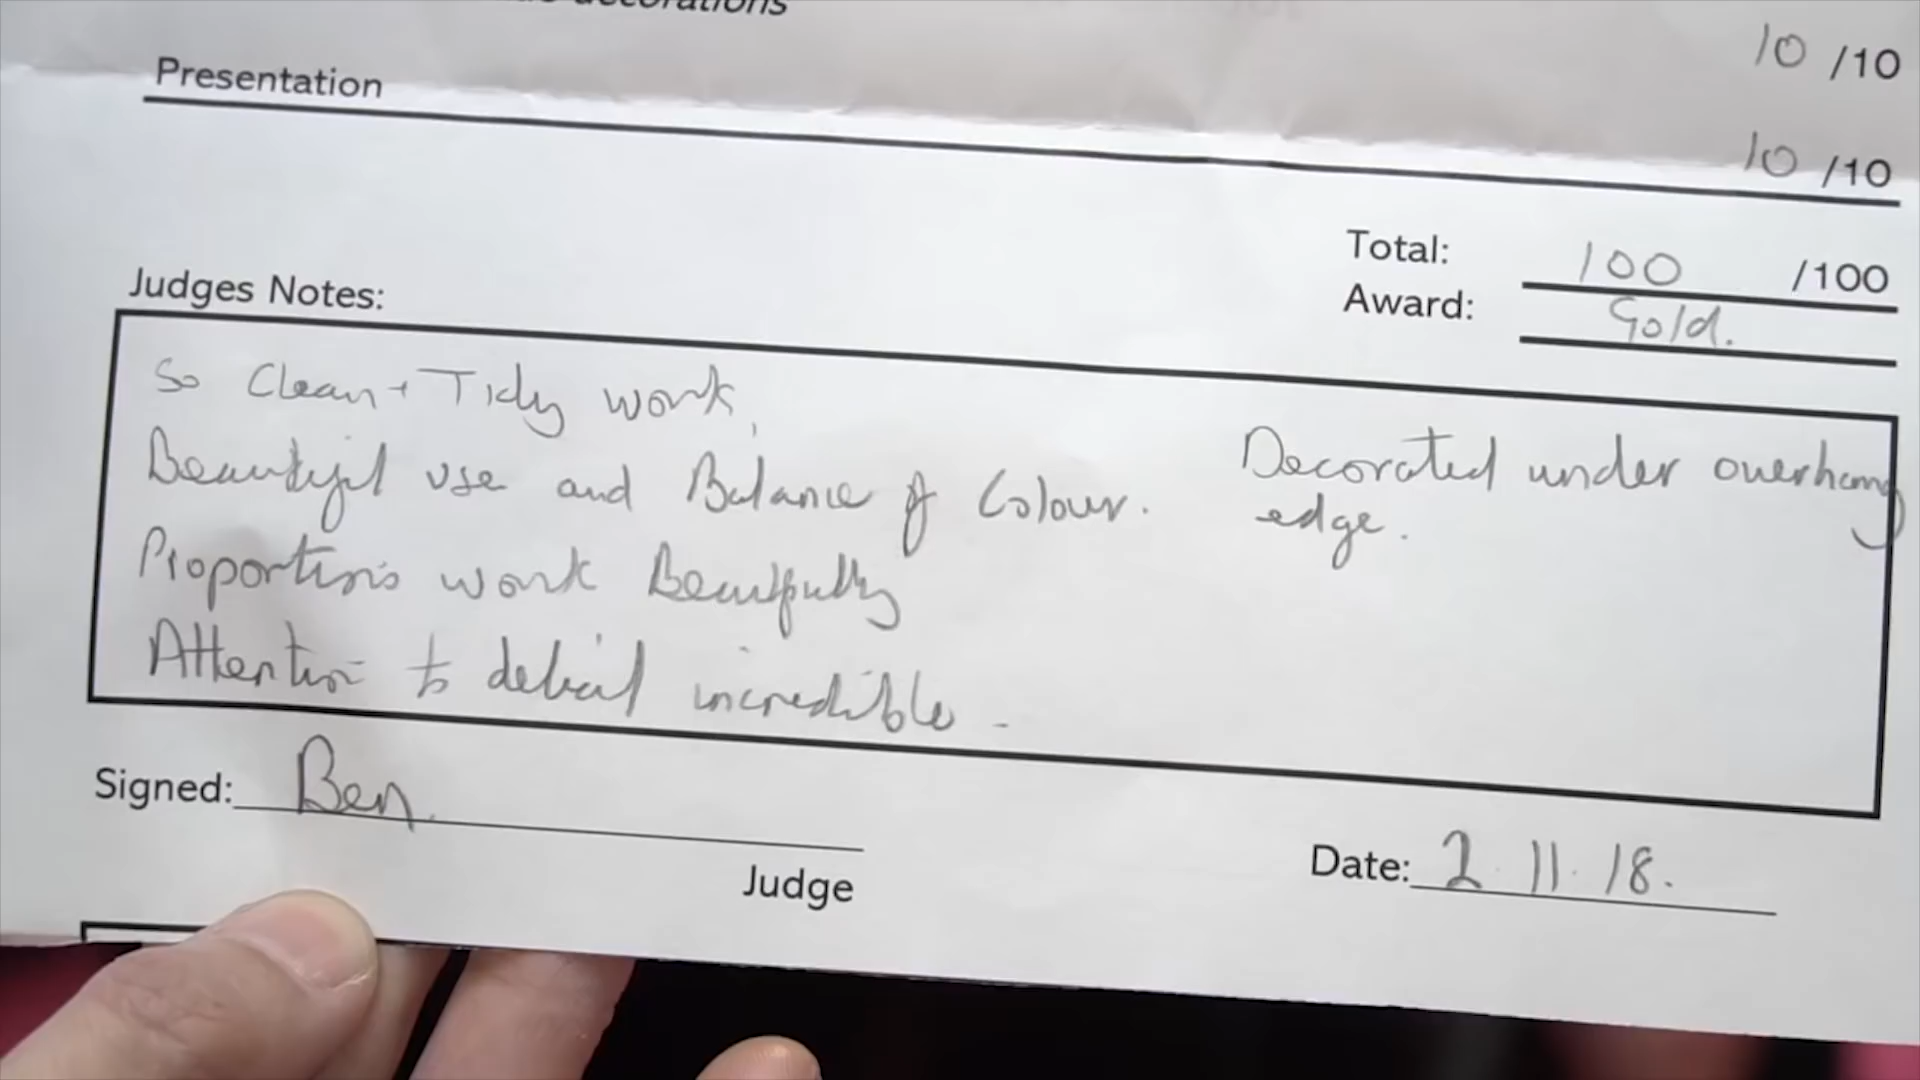 decorations
10 /10
Presentation
10 /10
Total: 100 /100
Award: Gold.
Judges Notes:
So Clean + Tidy work,
Beautiful use and Balance of Colour.
Proportions work Beautifully
Attention to detail incredible.
Decorated under overhang
edge.
Signed: Ben.
Judge
Date: 2.11.18.